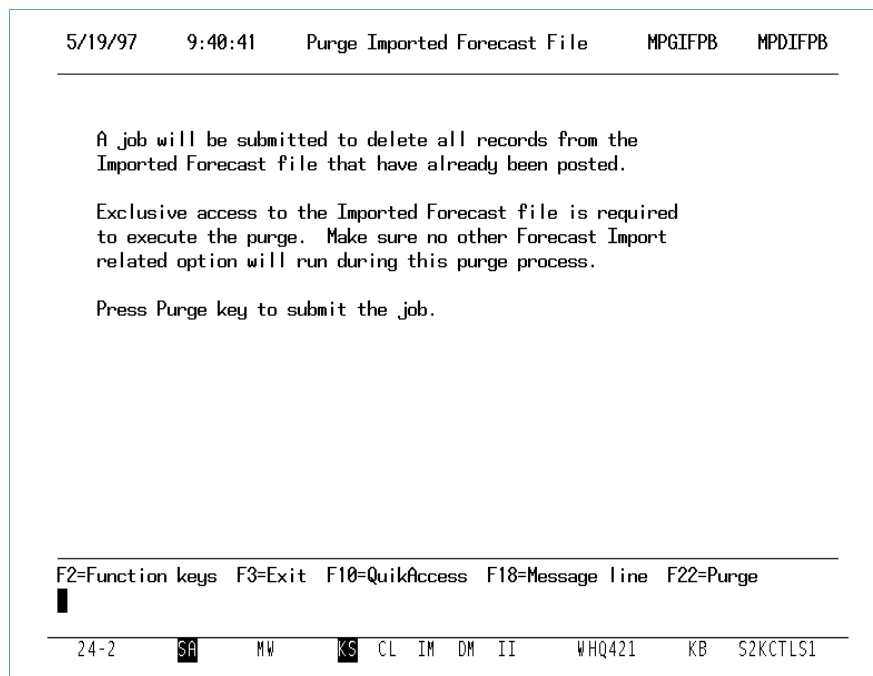 5/19/97 9:40:41 Purge Imported Forecast File MPGIFPB MPDIFPB
A job will be submitted to delete all records from the
Imported Forecast file that have already been posted.
Exclusive access to the Imported Forecast file is required
to execute the purge. Make sure no other Forecast Import
related option will run during this purge process.
Press Purge key to submit the job.
F2=Function keys F3=Exit F10=QuikAccess F18=Message line F22=Purge
24-2 SA MW KS CL IM DM II WHQ421 KB S2KCTLS1